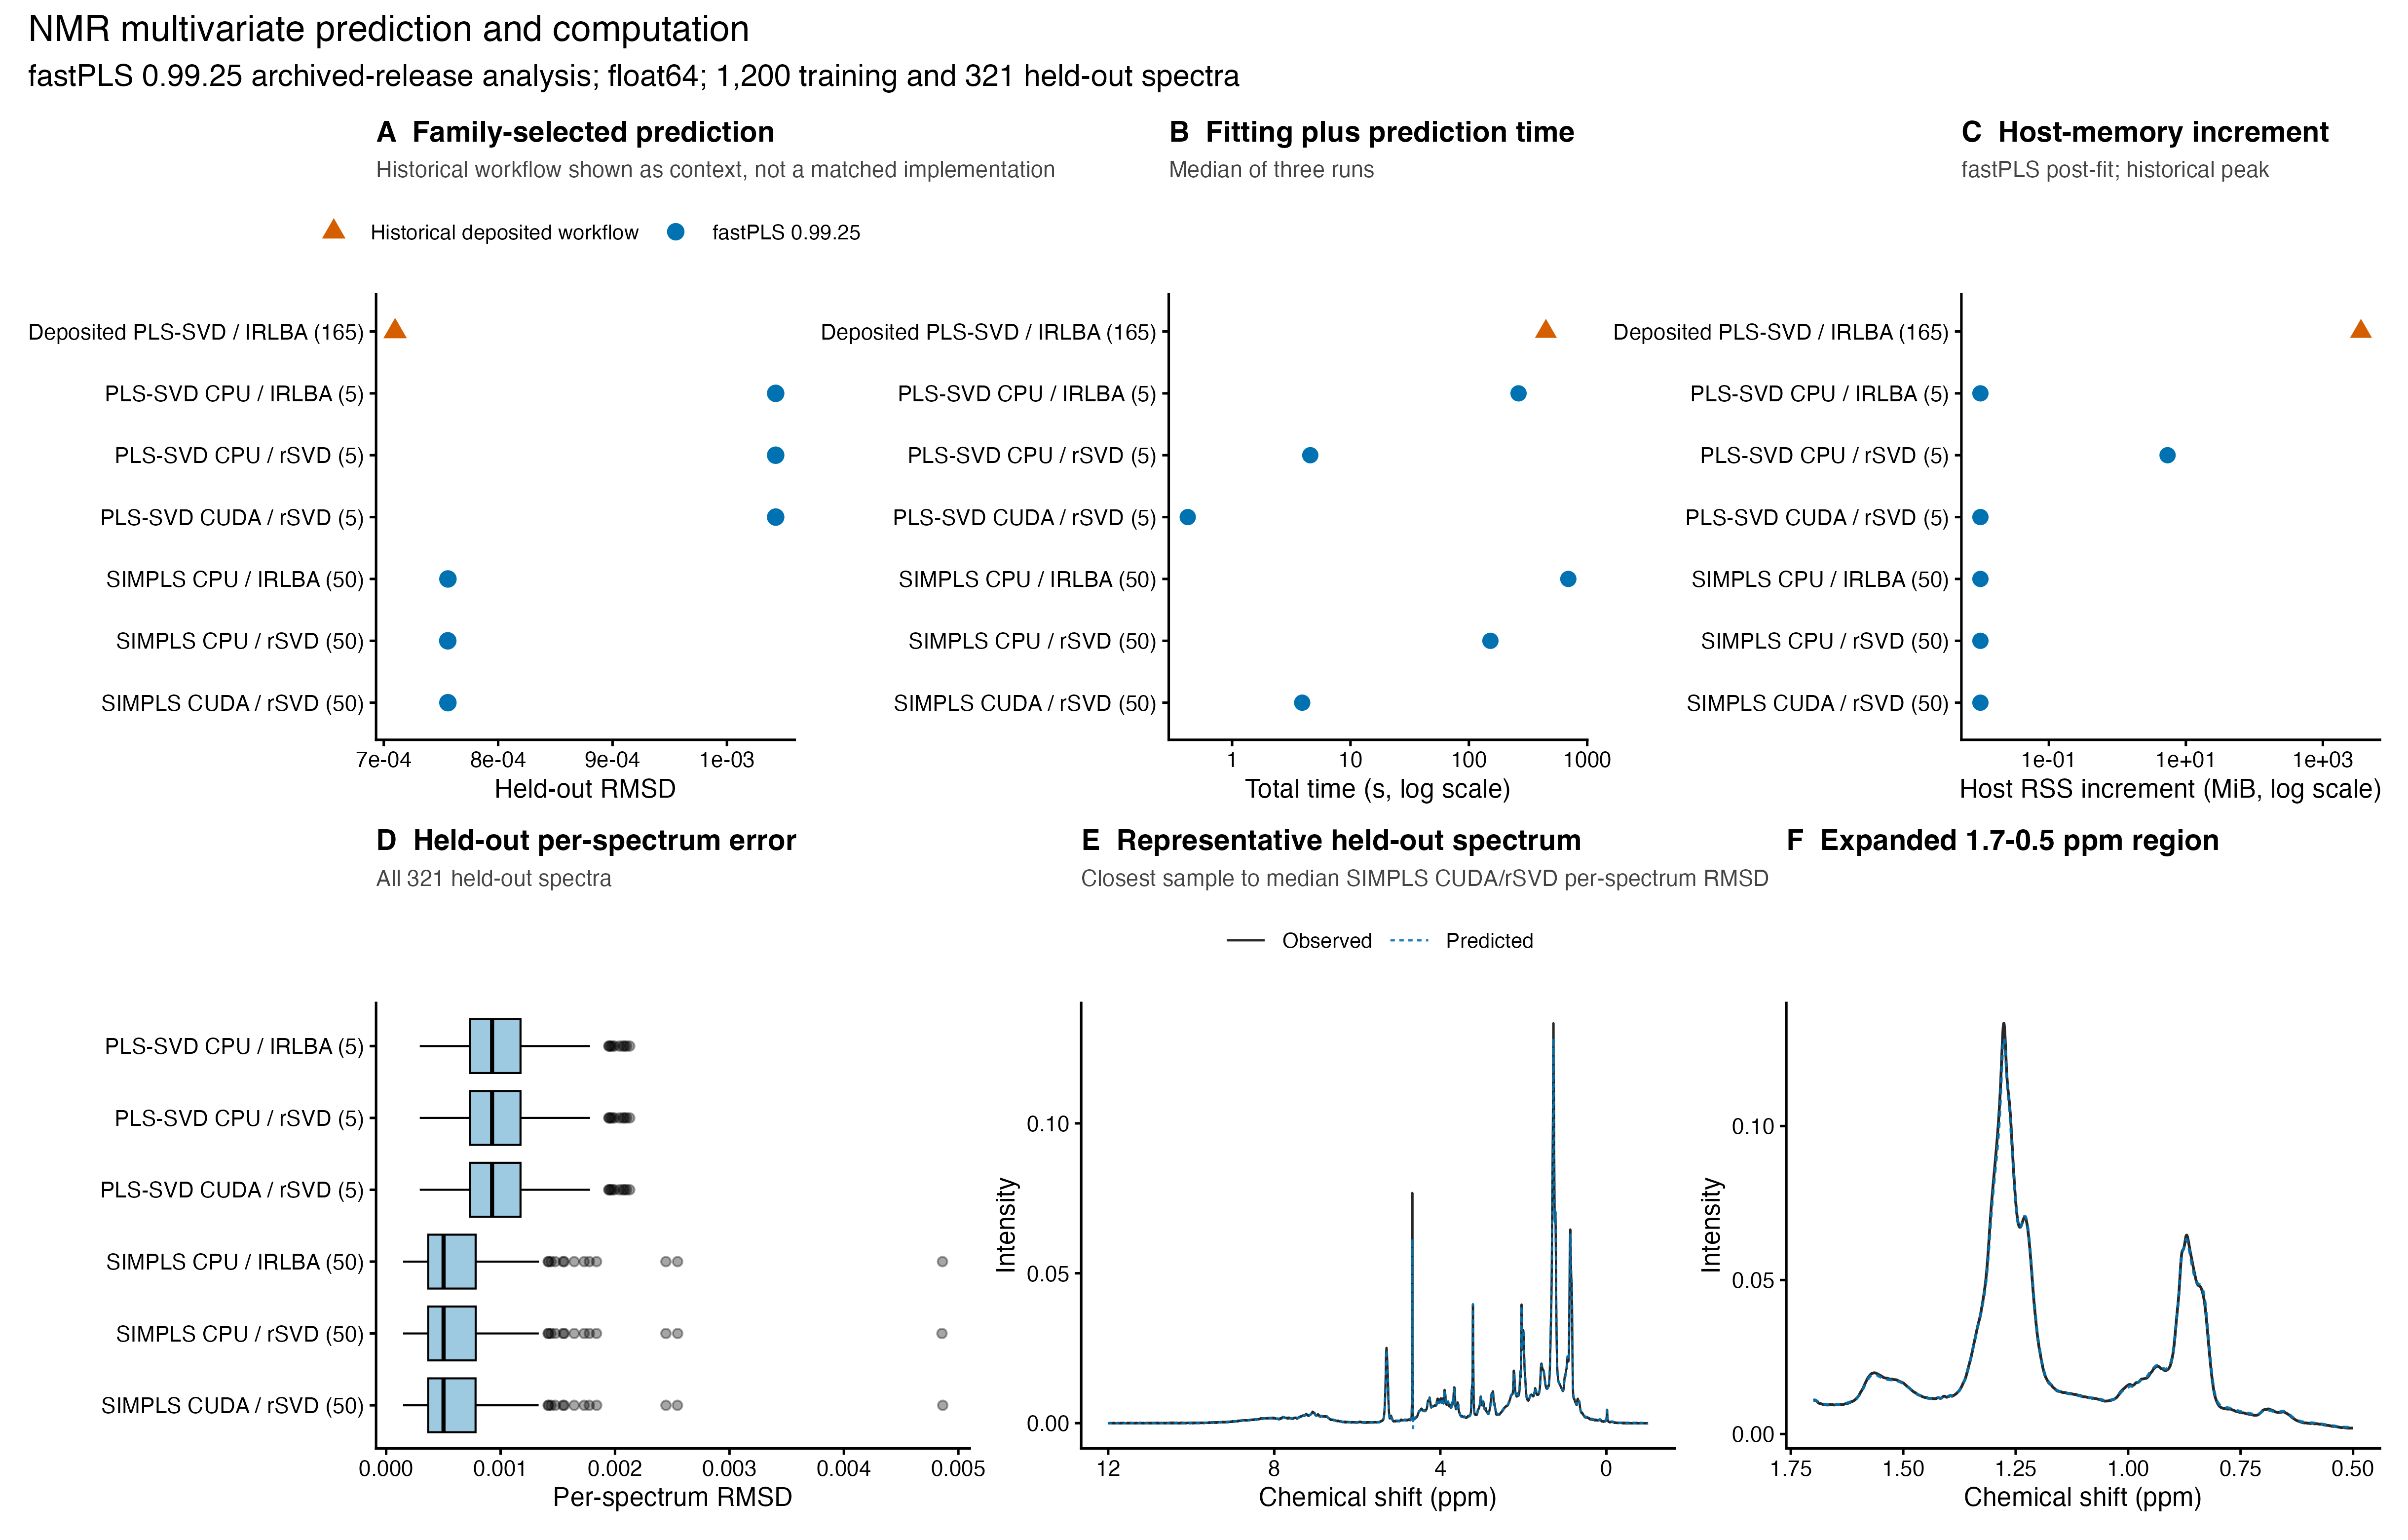 NMR multivariate prediction and computation
fastPLS 0.99.25 archived-release analysis; float64; 1,200 training and 321 held-out spectra
A Family-selected prediction
Historical workflow shown as context, not a matched implementation
Historical deposited workflow
fastPLS 0.99.25
Deposited PLS-SVD / IRLBA (165)
PLS-SVD CPU / IRLBA (5)
PLS-SVD CPU / rSVD (5)
PLS-SVD CUDA / rSVD (5)
SIMPLS CPU / IRLBA (50)
SIMPLS CPU / rSVD (50)
SIMPLS CUDA / rSVD (50)
7e-04 8e-04 9e-04 1e-03
Held-out RMSD
B Fitting plus prediction time
Median of three runs
Deposited PLS-SVD / IRLBA (165)
PLS-SVD CPU / IRLBA (5)
PLS-SVD CPU / rSVD (5)
PLS-SVD CUDA / rSVD (5)
SIMPLS CPU / IRLBA (50)
SIMPLS CPU / rSVD (50)
SIMPLS CUDA / rSVD (50)
1 10 100 1000
Total time (s, log scale)
C Host-memory increment
fastPLS post-fit; historical peak
Deposited PLS-SVD / IRLBA (165)
PLS-SVD CPU / IRLBA (5)
PLS-SVD CPU / rSVD (5)
PLS-SVD CUDA / rSVD (5)
SIMPLS CPU / IRLBA (50)
SIMPLS CPU / rSVD (50)
SIMPLS CUDA / rSVD (50)
1e-01 1e+01 1e+03
Host RSS increment (MiB, log scale)
D Held-out per-spectrum error
All 321 held-out spectra
PLS-SVD CPU / IRLBA (5)
PLS-SVD CPU / rSVD (5)
PLS-SVD CUDA / rSVD (5)
SIMPLS CPU / IRLBA (50)
SIMPLS CPU / rSVD (50)
SIMPLS CUDA / rSVD (50)
0.000 0.001 0.002 0.003 0.004 0.005
Per-spectrum RMSD
E Representative held-out spectrum
Closest sample to median SIMPLS CUDA/rSVD per-spectrum RMSD
Observed
Predicted
Intensity
0.10
0.05
0.00
12 8 4 0
Chemical shift (ppm)
F Expanded 1.7-0.5 ppm region
Intensity
0.10
0.05
0.00
1.75 1.50 1.25 1.00 0.75 0.50
Chemical shift (ppm)